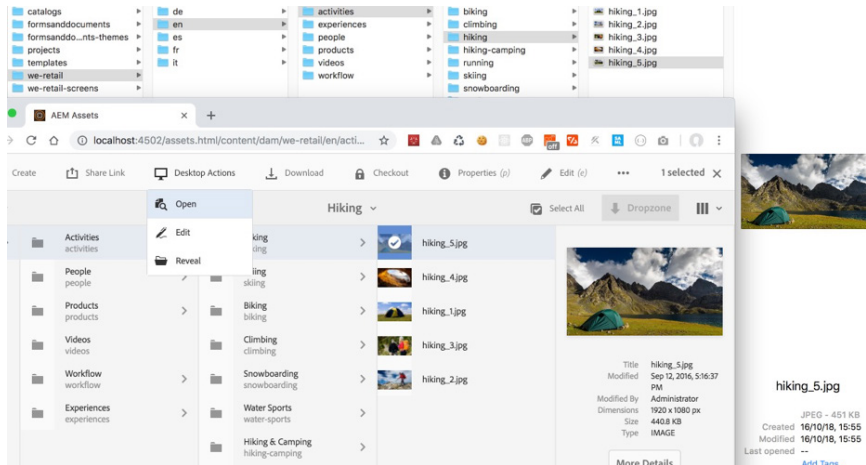 catalogs
formsanddocuments
formsanddo...nts-themes
projects
templates
we-retail
we-retail-screens
de
en
es
fr
it
activities
experiences
people
products
videos
workflow
biking
climbing
hiking
hiking-camping
running
skiing
snowboarding
hiking_1.jpg
hiking_2.jpg
hiking_3.jpg
hiking_4.jpg
hiking_5.jpg
AEM Assets
localhost:4502/assets.html/content/dam/we-retail/en/acti...
off
Create
Share Link
Desktop Actions
Download
Checkout
Properties (p)
Edit (e)
1 selected
Open
Edit
Reveal
Hiking
Select All
Dropzone
Activities
activities
People
people
Products
products
Videos
videos
Workflow
workflow
Experiences
experiences
skiing
Biking
biking
Climbing
climbing
Snowboarding
snowboarding
Water Sports
water-sports
Hiking & Camping
hiking-camping
hiking_5.jpg
hiking_4.jpg
hiking_1.jpg
hiking_3.jpg
hiking_2.jpg
Title hiking_5.jpg
Modified Sep 12, 2016, 5:16:37
PM
Modified By Administrator
Dimensions 1920 x 1080 px
Size 440.8 KB
Type IMAGE
More Details
hiking_5.jpg
JPEG - 451 KB
Created 16/10/18, 15:55
Modified 16/10/18, 15:55
Last opened --
Add Tags